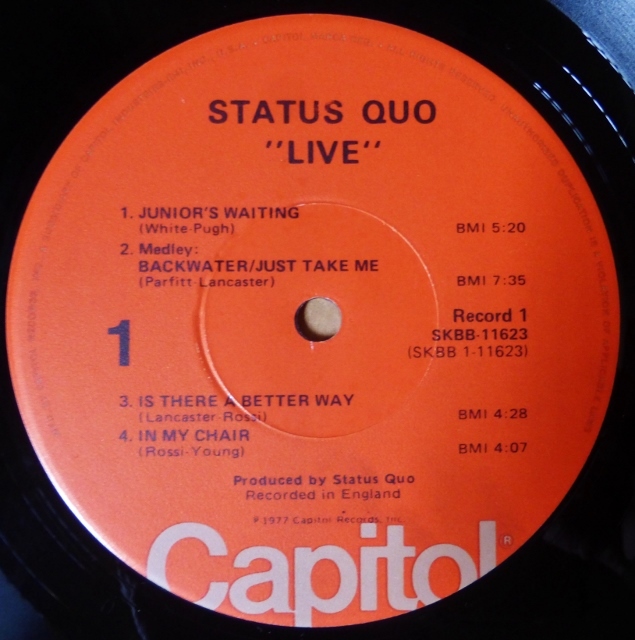 STATUS QUO
"LIVE"
1. JUNIOR'S WAITING
(White-Pugh) BMI 5:20
2. Medley:
BACKWATER/JUST TAKE ME
(Parfitt-Lancaster) BMI 7:35
Record 1
1 SKBB-11623
(SKBB 1-11623)
3. IS THERE A BETTER WAY
(Lancaster-Rossi) BMI 4:28
4. IN MY CHAIR
(Rossi-Young) BMI 4:07
Produced by Status Quo
Recorded in England
℗ 1977 Capitol Records, Inc.
Capitol ®